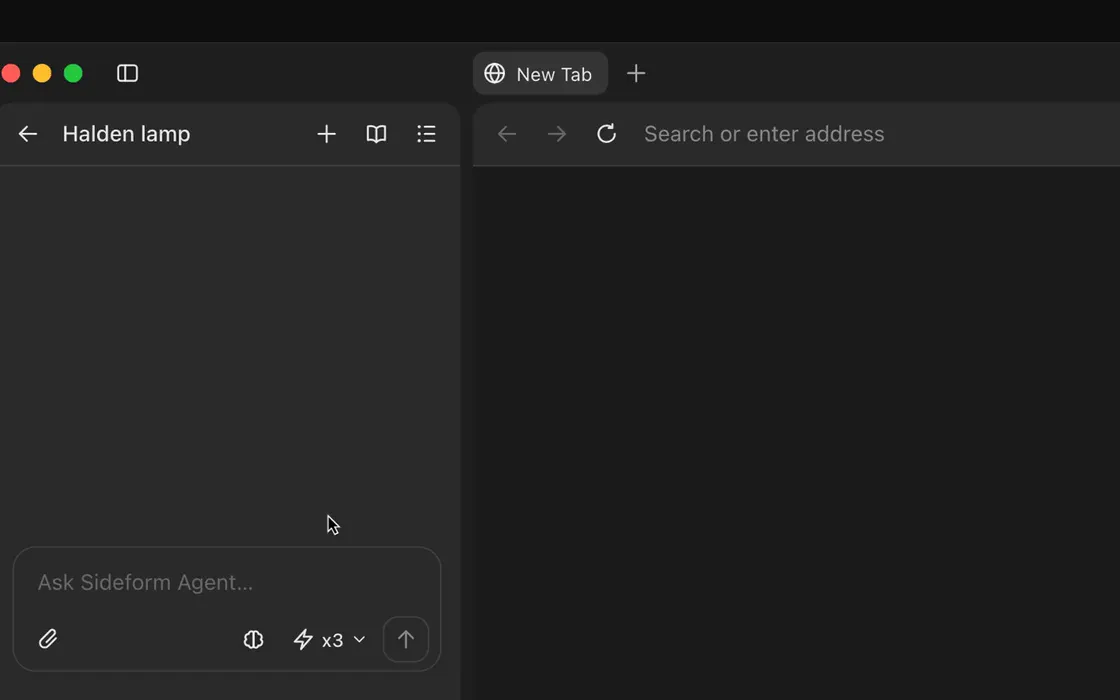 New Tab
Halden lamp
Search or enter address
Ask Sideform Agent...
x3